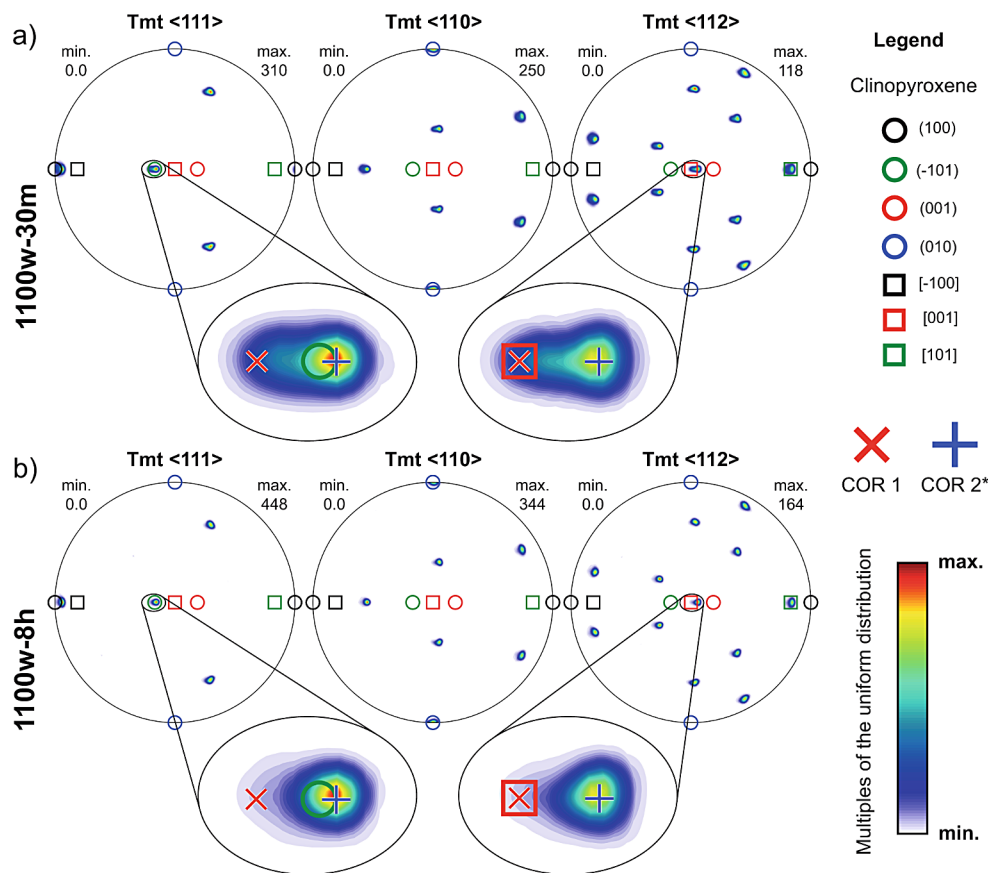 a)
Tmt <111>
Tmt <110>
Tmt <112>
min.
0.0
max.
310
min.
0.0
max.
250
min.
0.0
max.
118
1100w-30m
Legend
Clinopyroxene
(100)
(-101)
(001)
(010)
[-100]
[001]
[101]
COR 1
COR 2*
b)
Tmt <111>
Tmt <110>
Tmt <112>
min.
0.0
max.
448
min.
0.0
max.
344
min.
0.0
max.
164
1100w-8h
Multiples of the uniform distribution
max.
min.